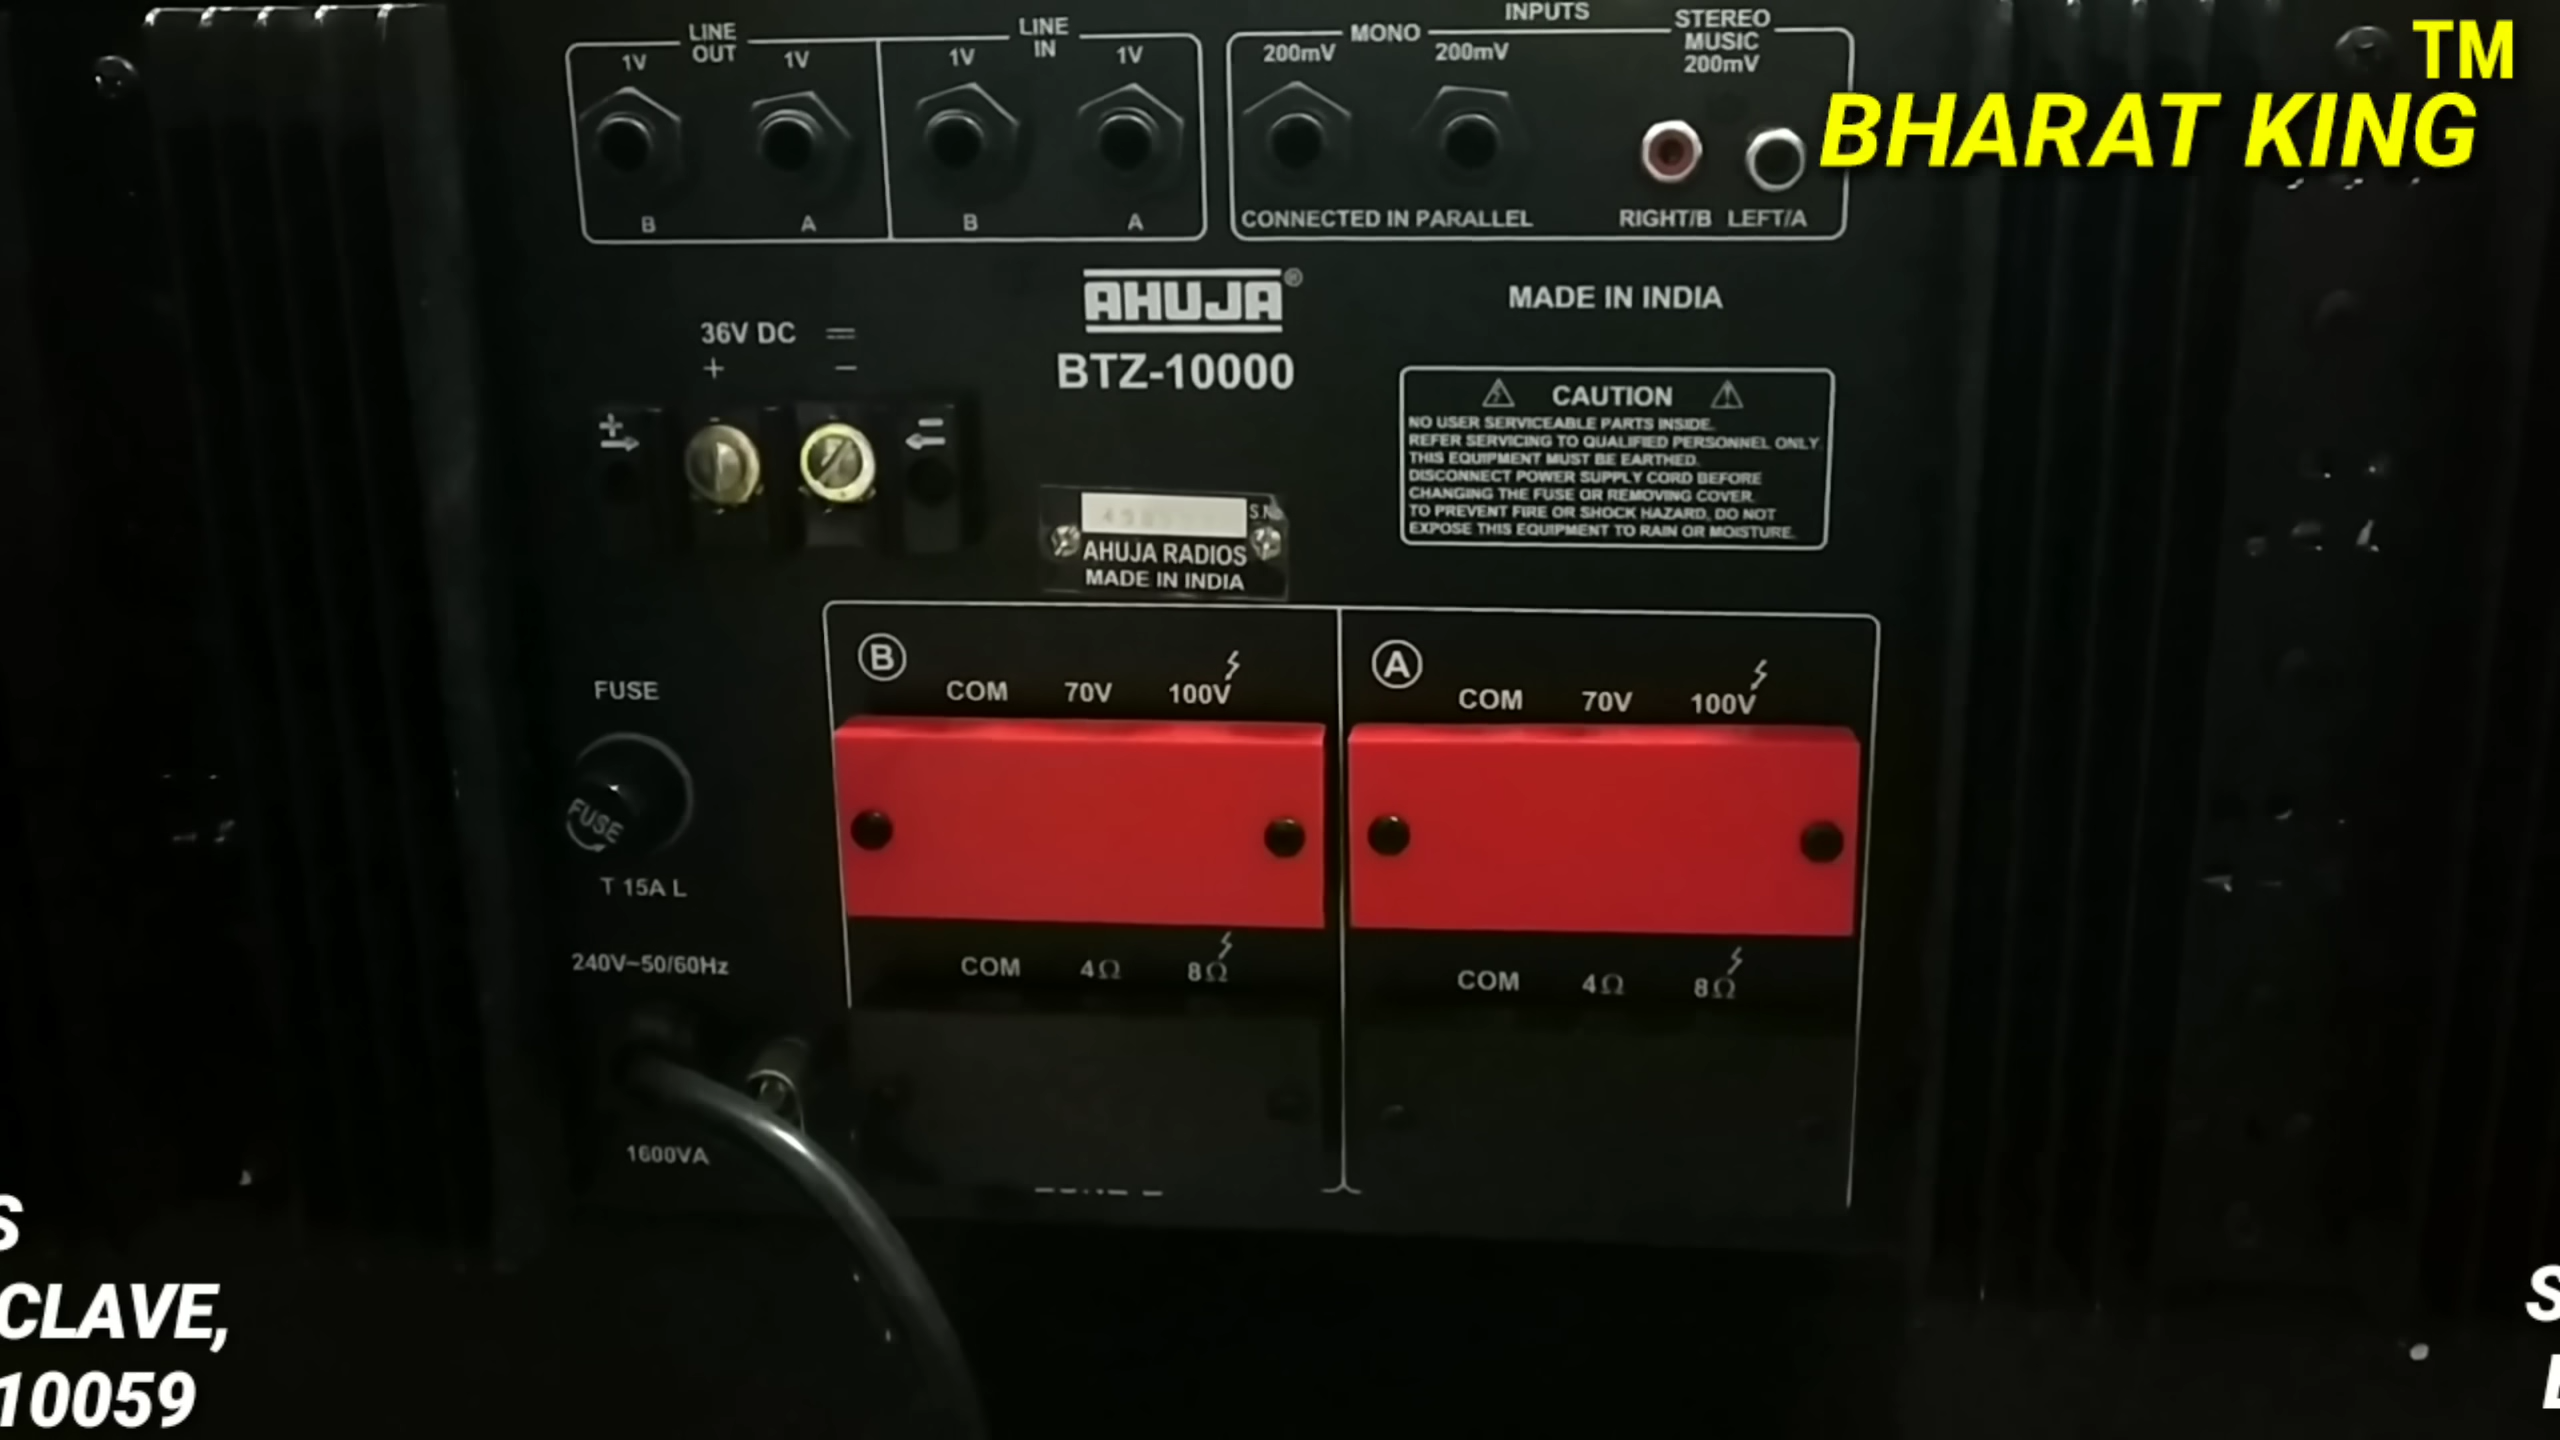 TM
BHARAT KING
LINE OUT
LINE IN
1V 1V 1V 1V
B A B A
INPUTS
MONO
200mV 200mV
STEREO
MUSIC
200mV
CONNECTED IN PARALLEL
RIGHT/B LEFT/A
AHUJA®
BTZ-10000
MADE IN INDIA
36V DC
+ −
+ −
CAUTION
NO USER SERVICEABLE PARTS INSIDE.
REFER SERVICING TO QUALIFIED PERSONNEL ONLY.
THIS EQUIPMENT MUST BE EARTHED.
DISCONNECT POWER SUPPLY CORD BEFORE
CHANGING THE FUSE OR REMOVING COVER.
TO PREVENT FIRE OR SHOCK HAZARD, DO NOT
EXPOSE THIS EQUIPMENT TO RAIN OR MOISTURE.
AHUJA RADIOS
MADE IN INDIA
B
COM 70V 100V
A
COM 70V 100V
FUSE
FUSE
T 15A L
240V~50/60Hz
COM 4Ω 8Ω
COM 4Ω 8Ω
1600VA
S
CLAVE,
10059
S